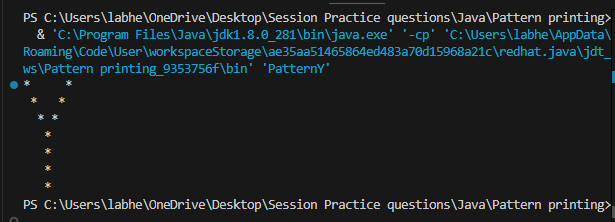 PS C:\Users\labhe\OneDrive\Desktop\Session Practice questions\Java\Pattern printing>
  & 'C:\Program Files\Java\jdk1.8.0_281\bin\java.exe' '-cp' 'C:\Users\labhe\AppData\
Roaming\Code\User\workspaceStorage\ae35aa51465864ed483a70d15968a21c\redhat.java\jdt_
ws\Pattern printing_9353756f\bin' 'PatternY'
*     *
 *   *
  * *
   *
   *
   *
   *
PS C:\Users\labhe\OneDrive\Desktop\Session Practice questions\Java\Pattern printing>